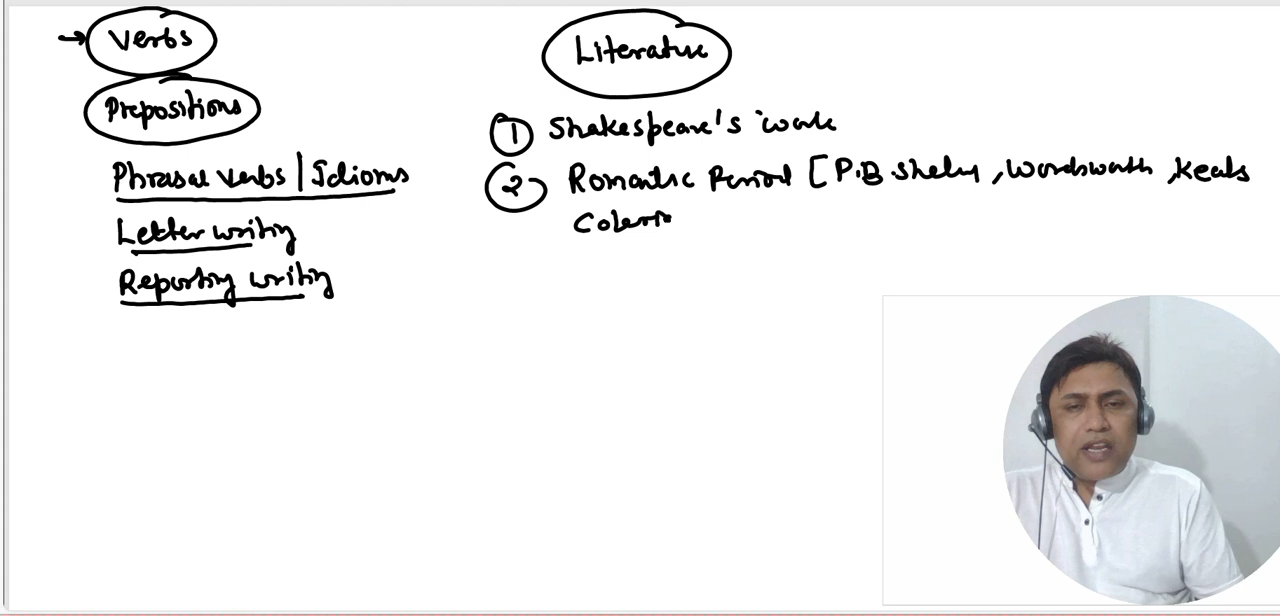 → Verbs
Prepositions
Phrasal verbs | Idioms
Letter writing
Reporting writing
Literature
① Shakespeare's work
② Romantic Period [ P.B. Shelly, Wordsworth, Keats
Coleri